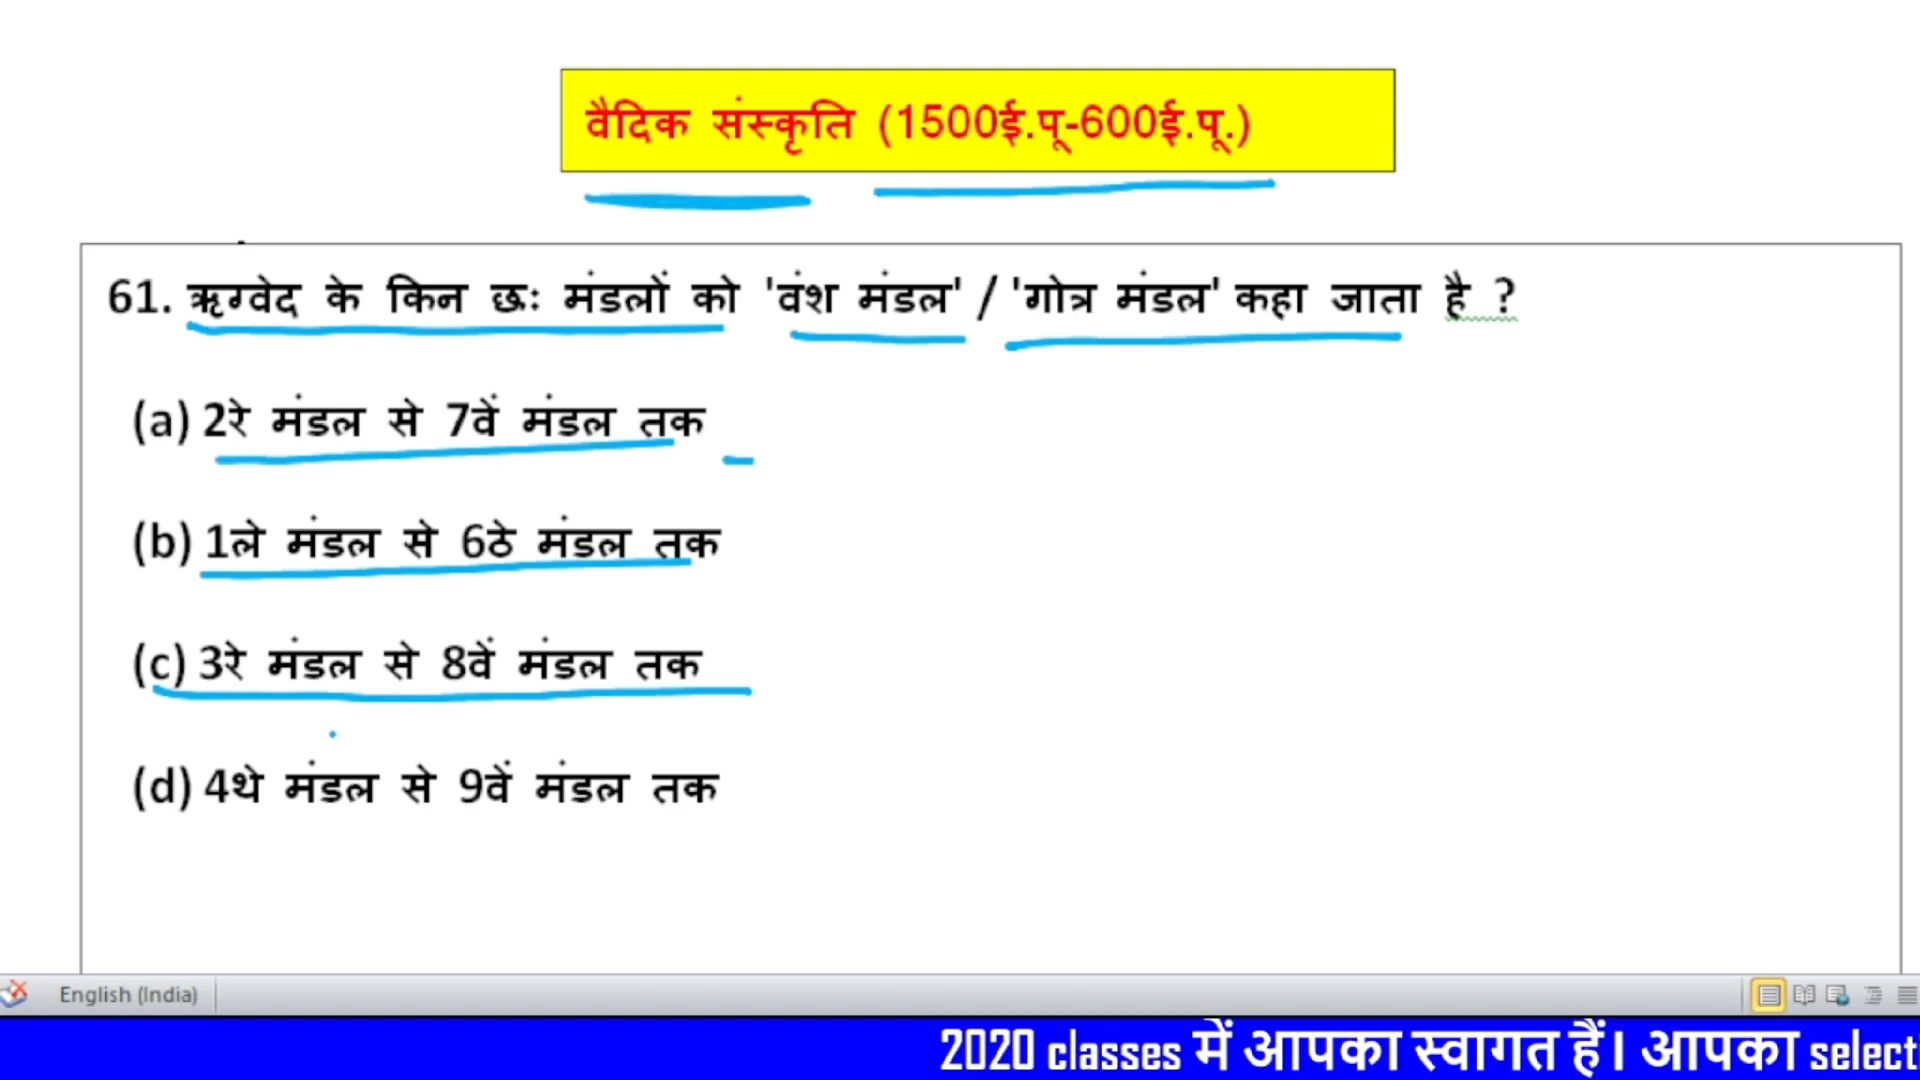 वैदिक संस्कृति (1500ई.पू-600ई.पू.)
61. ऋग्वेद के किन छः मंडलों को 'वंश मंडल' / 'गोत्र मंडल' कहा जाता है ?
(a) 2रे मंडल से 7वें मंडल तक
(b) 1ले मंडल से 6ठे मंडल तक
(c) 3रे मंडल से 8वें मंडल तक
(d) 4थे मंडल से 9वें मंडल तक
English (India)
2020 classes में आपका स्वागत हैं। आपका select